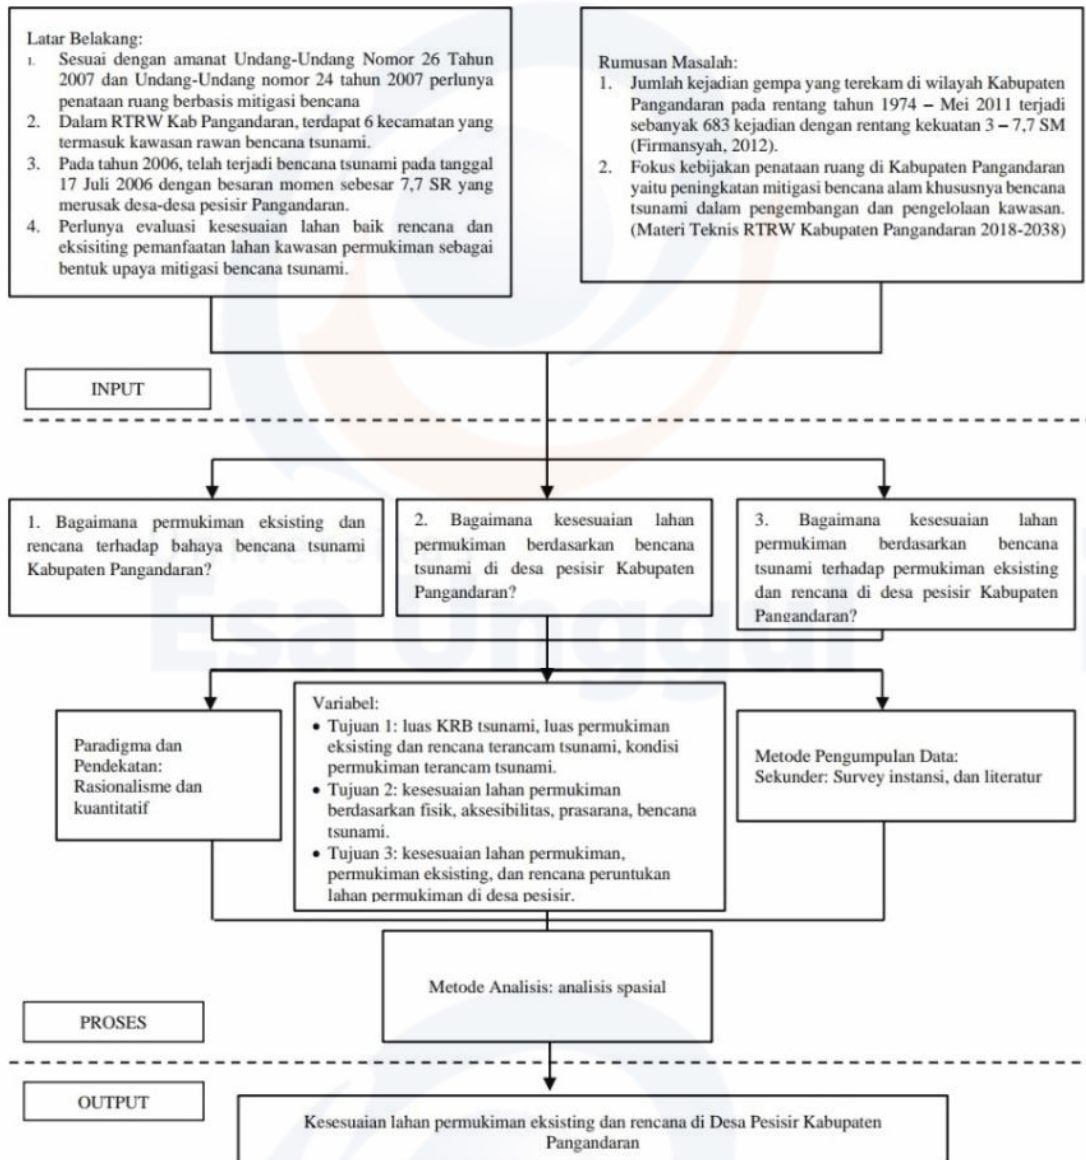 Latar Belakang:
1. Sesuai dengan amanat Undang-Undang Nomor 26 Tahun
2007 dan Undang-Undang nomor 24 tahun 2007 perlunya
penataan ruang berbasis mitigasi bencana
2. Dalam RTRW Kab Pangandaran, terdapat 6 kecamatan yang
termasuk kawasan rawan bencana tsunami.
3. Pada tahun 2006, telah terjadi bencana tsunami pada tanggal
17 Juli 2006 dengan besaran momen sebesar 7,7 SR yang
merusak desa-desa pesisir Pangandaran.
4. Perlunya evaluasi kesesuaian lahan baik rencana dan
eksisiting pemanfaatan lahan kawasan permukiman sebagai
bentuk upaya mitigasi bencana tsunami.
Rumusan Masalah:
1. Jumlah kejadian gempa yang terekam di wilayah Kabupaten
Pangandaran pada rentang tahun 1974 – Mei 2011 terjadi
sebanyak 683 kejadian dengan rentang kekuatan 3 – 7,7 SM
(Firmansyah, 2012).
2. Fokus kebijakan penataan ruang di Kabupaten Pangandaran
yaitu peningkatan mitigasi bencana alam khususnya bencana
tsunami dalam pengembangan dan pengelolaan kawasan.
(Materi Teknis RTRW Kabupaten Pangandaran 2018-2038)
INPUT
1. Bagaimana permukiman eksisting dan
rencana terhadap bahaya bencana tsunami
Kabupaten Pangandaran?
2. Bagaimana kesesuaian lahan
permukiman berdasarkan bencana
tsunami di desa pesisir Kabupaten
Pangandaran?
3. Bagaimana kesesuaian lahan
permukiman berdasarkan bencana
tsunami terhadap permukiman eksisting
dan rencana di desa pesisir Kabupaten
Pangandaran?
Esa Unggul
Paradigma dan
Pendekatan:
Rasionalisme dan
kuantitatif
Variabel:
• Tujuan 1: luas KRB tsunami, luas permukiman
eksisting dan rencana terancam tsunami, kondisi
permukiman terancam tsunami.
• Tujuan 2: kesesuaian lahan permukiman
berdasarkan fisik, aksesibilitas, prasarana, bencana
tsunami.
• Tujuan 3: kesesuaian lahan permukiman,
permukiman eksisting, dan rencana peruntukan
lahan permukiman di desa pesisir.
Metode Pengumpulan Data:
Sekunder: Survey instansi, dan literatur
Metode Analisis: analisis spasial
PROSES
OUTPUT
Kesesuaian lahan permukiman eksisting dan rencana di Desa Pesisir Kabupaten
Pangandaran